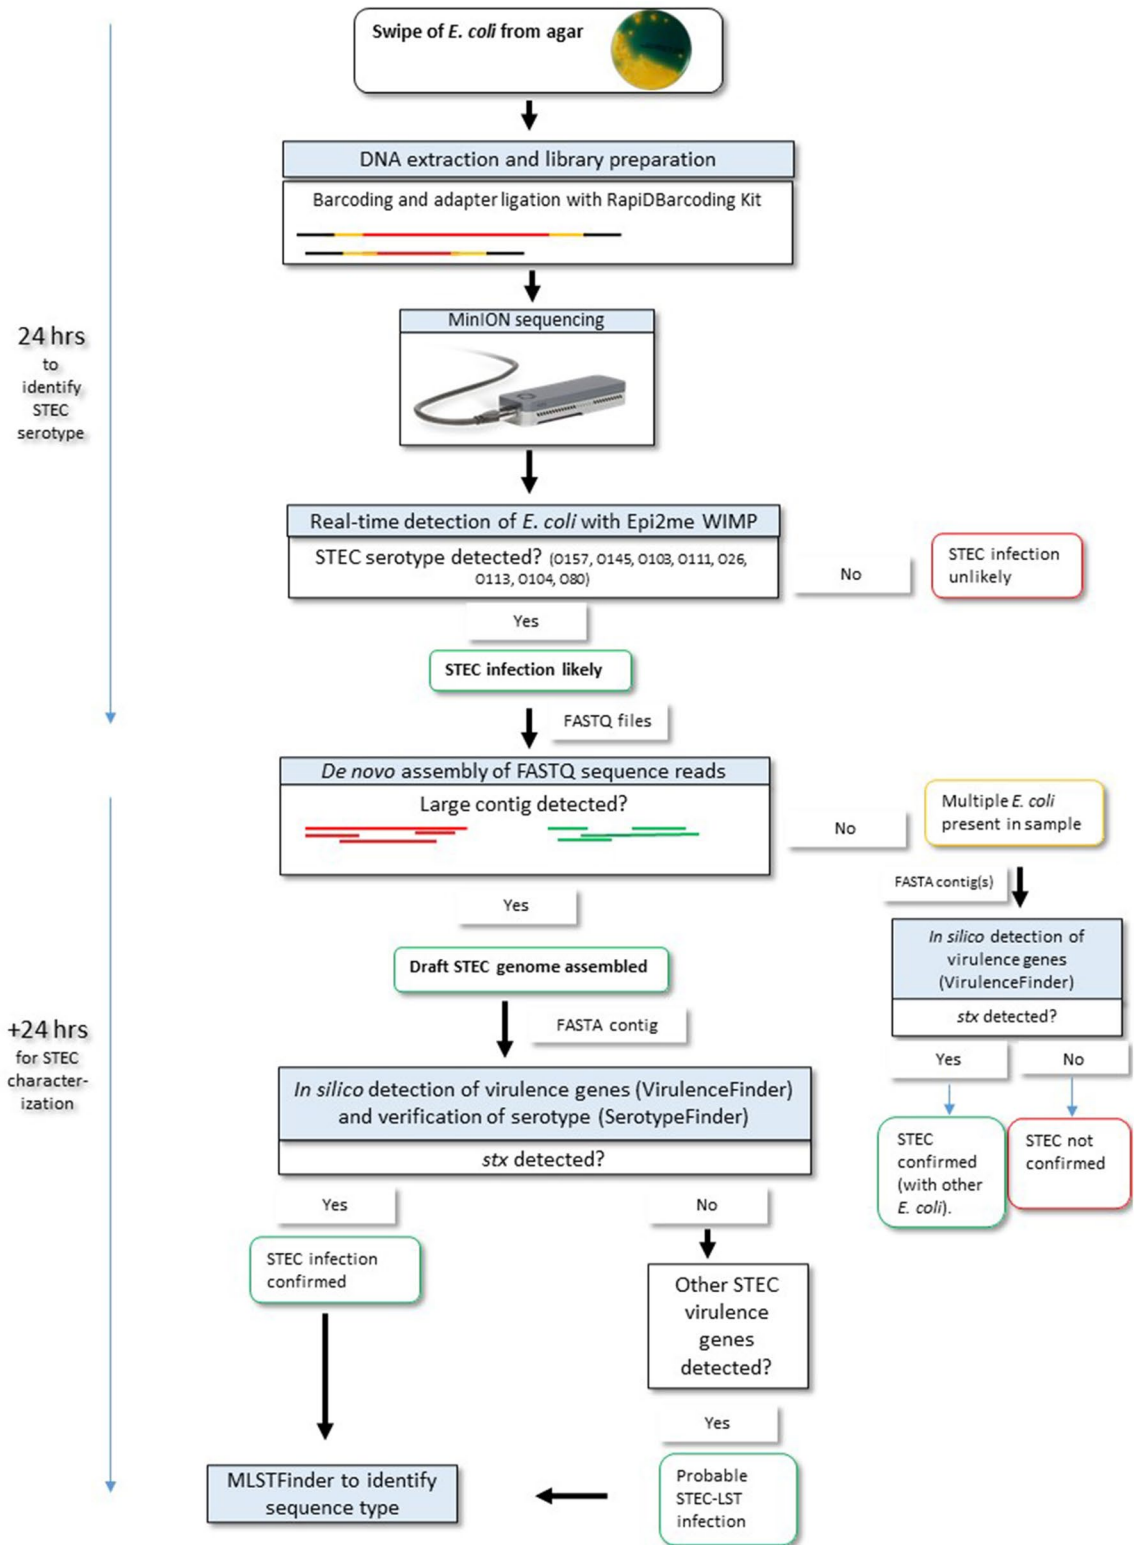 Swipe of E. coli from agar
DNA extraction and library preparation
Barcoding and adapter ligation with RapiDBarcoding Kit
MinION sequencing
24 hrs
to
identify
STEC
serotype
Real-time detection of E. coli with Epi2me WIMP
STEC serotype detected? (O157, O145, O103, O111, O26,
O113, O104, O80)
No
STEC infection
unlikely
Yes
STEC infection likely
FASTQ files
De novo assembly of FASTQ sequence reads
Large contig detected?
No
Multiple E. coli
present in sample
FASTA contig(s)
In silico detection of
virulence genes
(VirulenceFinder)
stx detected?
Yes
No
STEC
confirmed
(with other
E. coli).
STEC not
confirmed
Yes
Draft STEC genome assembled
FASTA contig
+24 hrs
for STEC
character-
ization
In silico detection of virulence genes (VirulenceFinder)
and verification of serotype (SerotypeFinder)
stx detected?
Yes
No
STEC infection
confirmed
Other STEC
virulence
genes
detected?
Yes
Probable
STEC-LST
infection
MLSTFinder to identify
sequence type